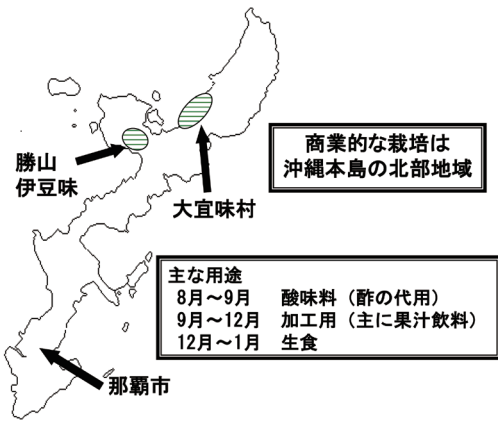 商業的な栽培は
沖縄本島の北部地域
勝山
伊豆味
大宜味村
主な用途
8月～9月　酸味料（酢の代用）
9月～12月　加工用（主に果汁飲料）
12月～1月　生食
那覇市